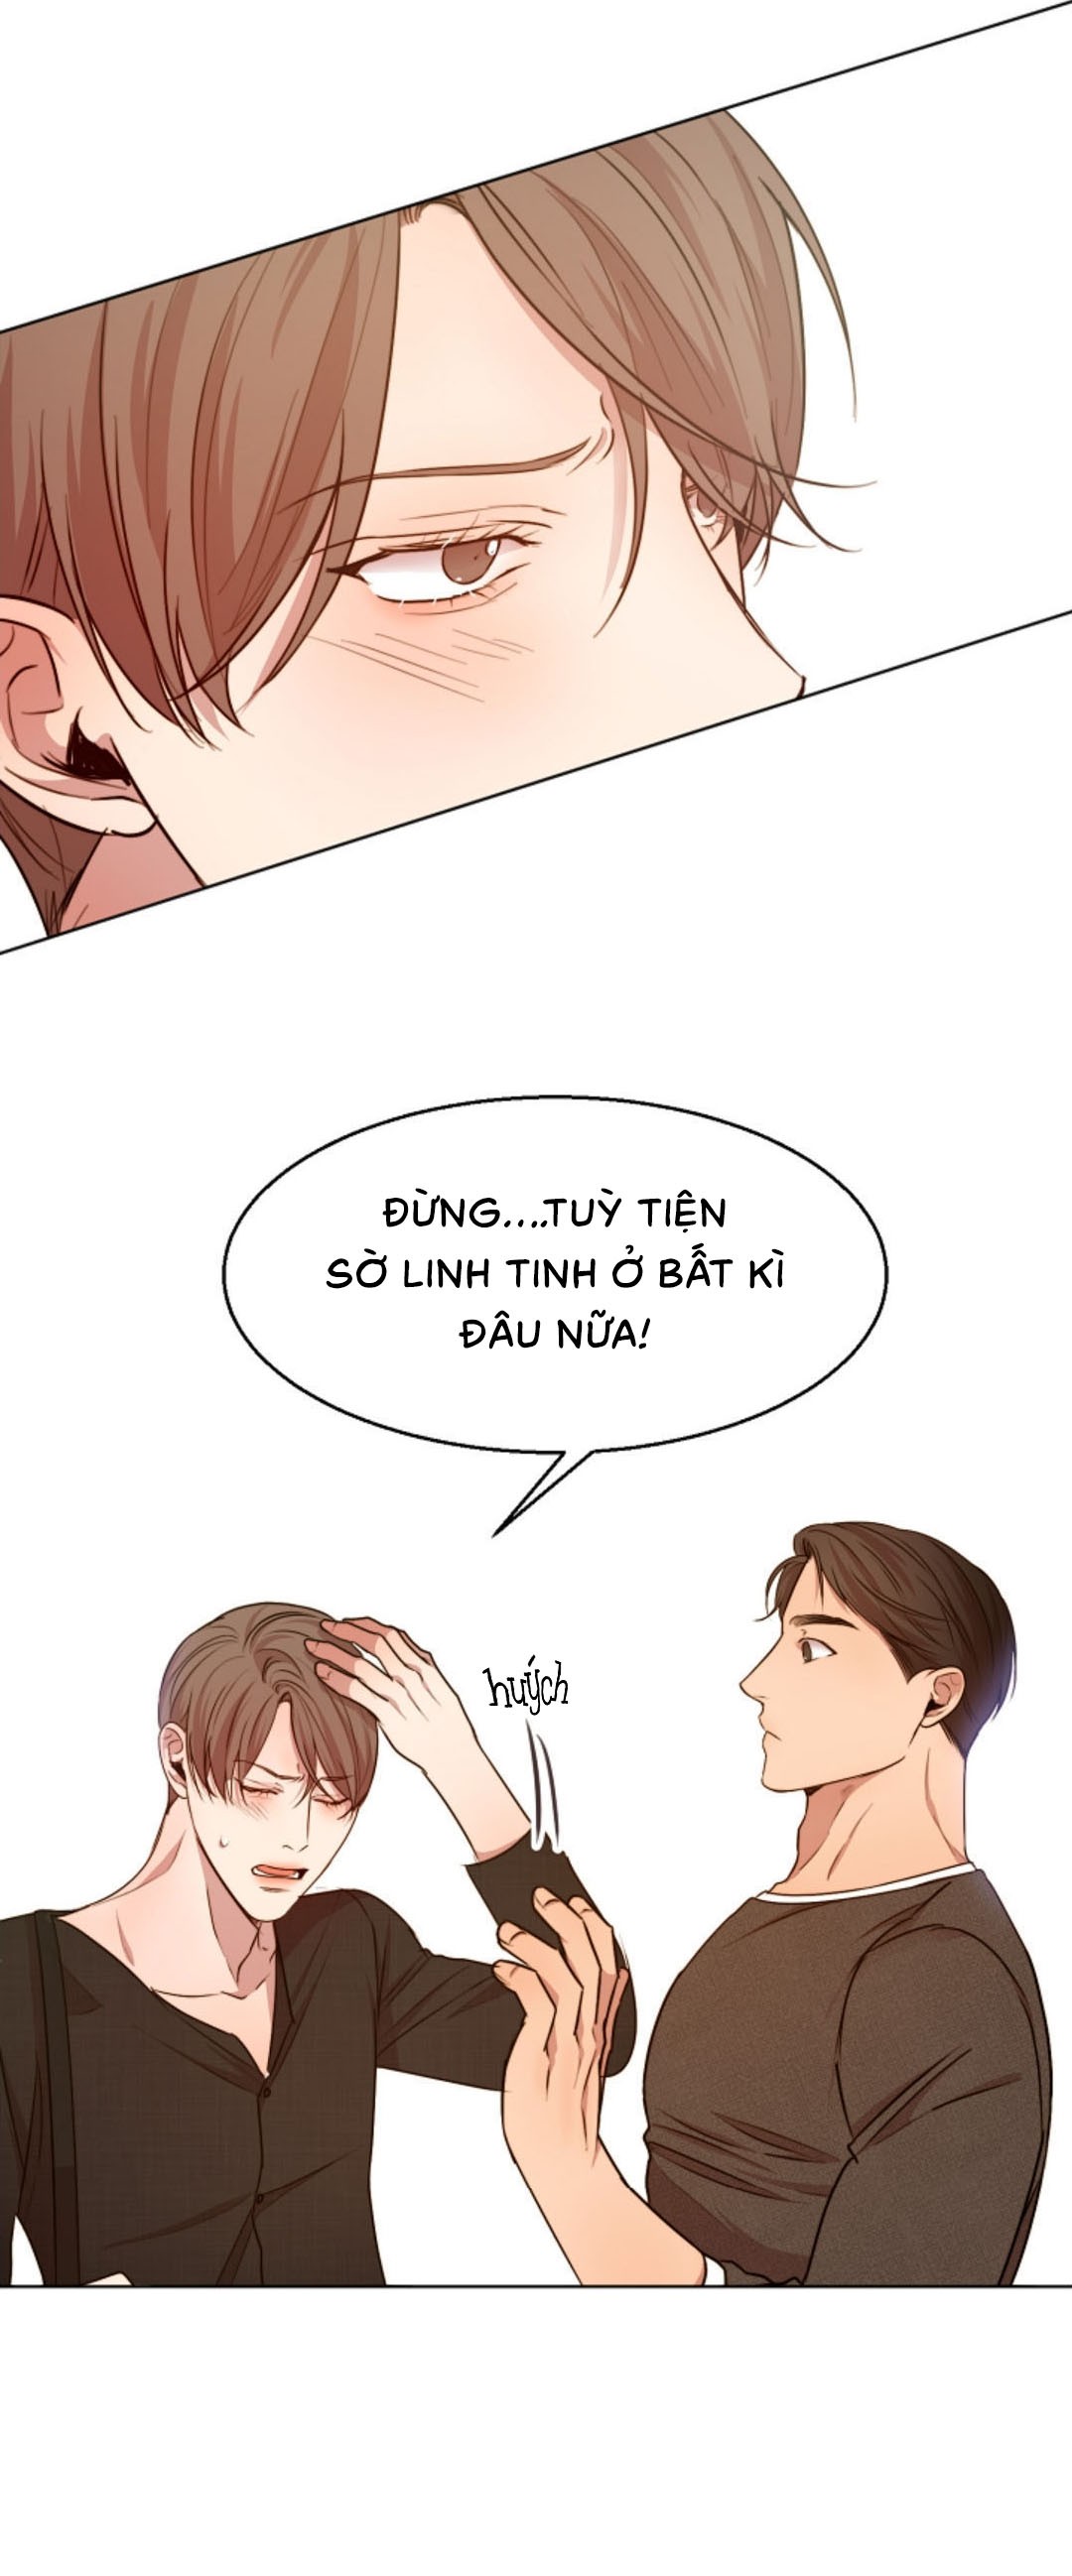 ĐỪNG....TUỲ TIỆN
SỜ LINH TINH Ở BẤT KÌ
ĐÂU NỮA!
huých